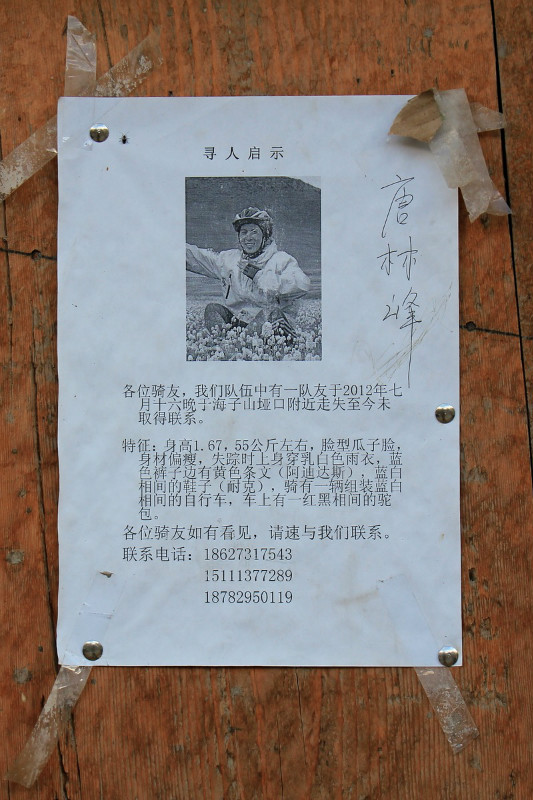 寻人启示
唐林峰
各位骑友，我们队伍中有一队友于2012年七
月十六晚于海子山垭口附近走失至今未
取得联系。
特征：身高1.67，55公斤左右，脸型瓜子脸，
身材偏瘦，失踪时上身穿乳白色雨衣，蓝
色裤子边有黄色条文（阿迪达斯），蓝白
相间的鞋子（耐克），骑有一辆组装蓝白
相间的自行车，车上有一红黑相间的驼
包。
各位骑友如有看见，请速与我们联系。
联系电话：18627317543
15111377289
18782950119